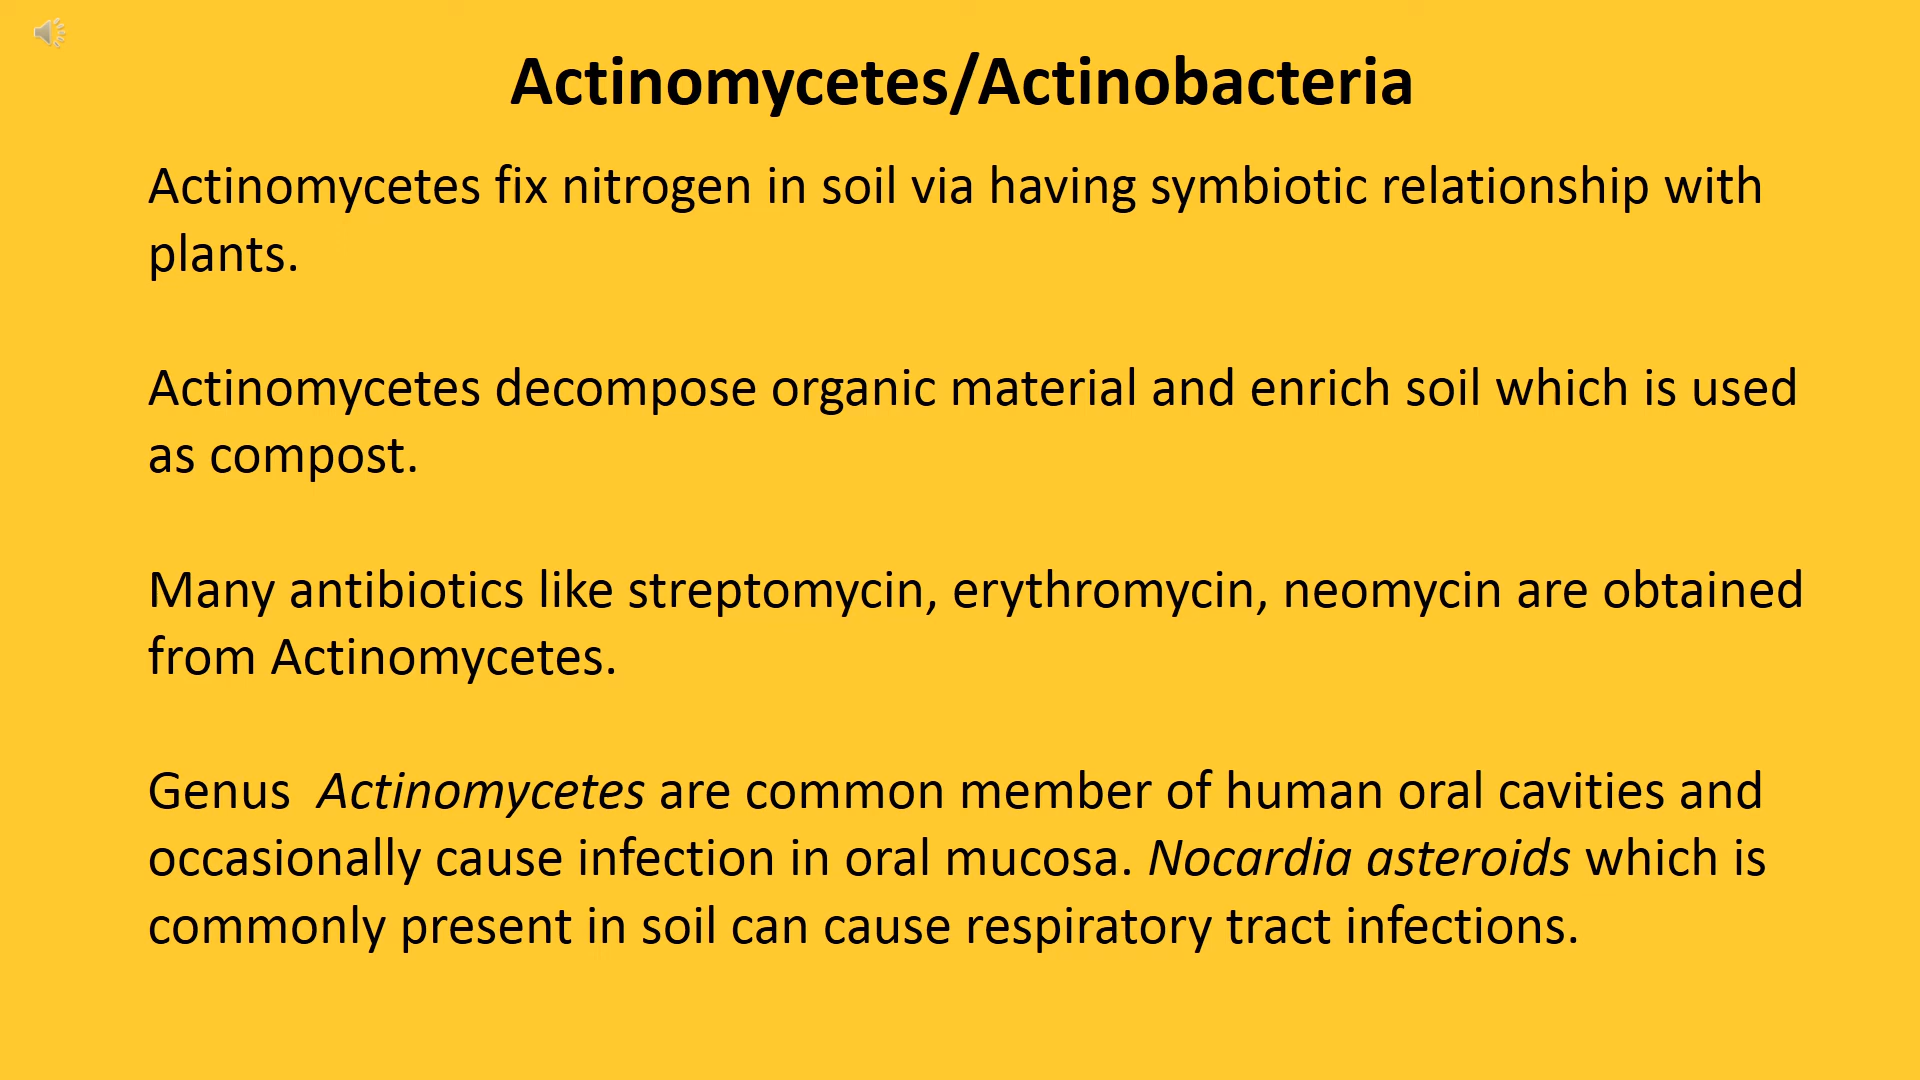 Actinomycetes/Actinobacteria
Actinomycetes fix nitrogen in soil via having symbiotic relationship with
plants.
Actinomycetes decompose organic material and enrich soil which is used
as compost.
Many antibiotics like streptomycin, erythromycin, neomycin are obtained
from Actinomycetes.
Genus  Actinomycetes are common member of human oral cavities and
occasionally cause infection in oral mucosa. Nocardia asteroids which is
commonly present in soil can cause respiratory tract infections.